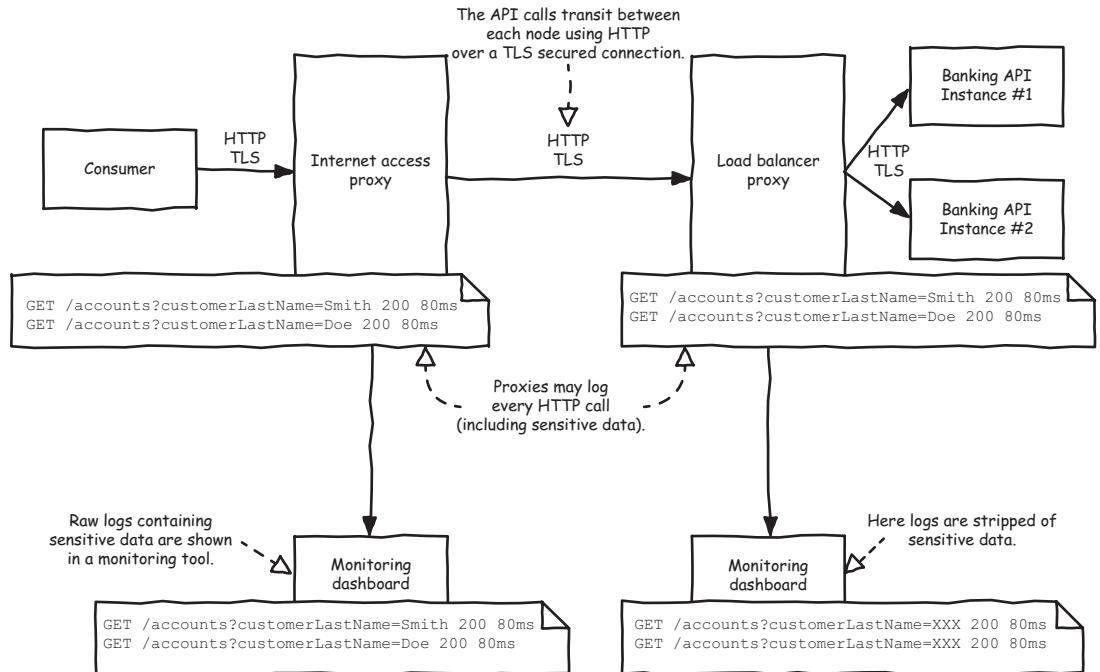 The API calls transit between
each node using HTTP
over a TLS secured connection.
Consumer
HTTP
TLS
Internet access
proxy
HTTP
TLS
Load balancer
proxy
HTTP
TLS
Banking API
Instance #1
Banking API
Instance #2
GET /accounts?customerLastName=Smith 200 80ms
GET /accounts?customerLastName=Doe 200 80ms
GET /accounts?customerLastName=Smith 200 80ms
GET /accounts?customerLastName=Doe 200 80ms
Proxies may log
every HTTP call
(including sensitive data).
Raw logs containing
sensitive data are shown
in a monitoring tool.
Monitoring
dashboard
Monitoring
dashboard
Here logs are stripped of
sensitive data.
GET /accounts?customerLastName=Smith 200 80ms
GET /accounts?customerLastName=Doe 200 80ms
GET /accounts?customerLastName=XXX 200 80ms
GET /accounts?customerLastName=XXX 200 80ms